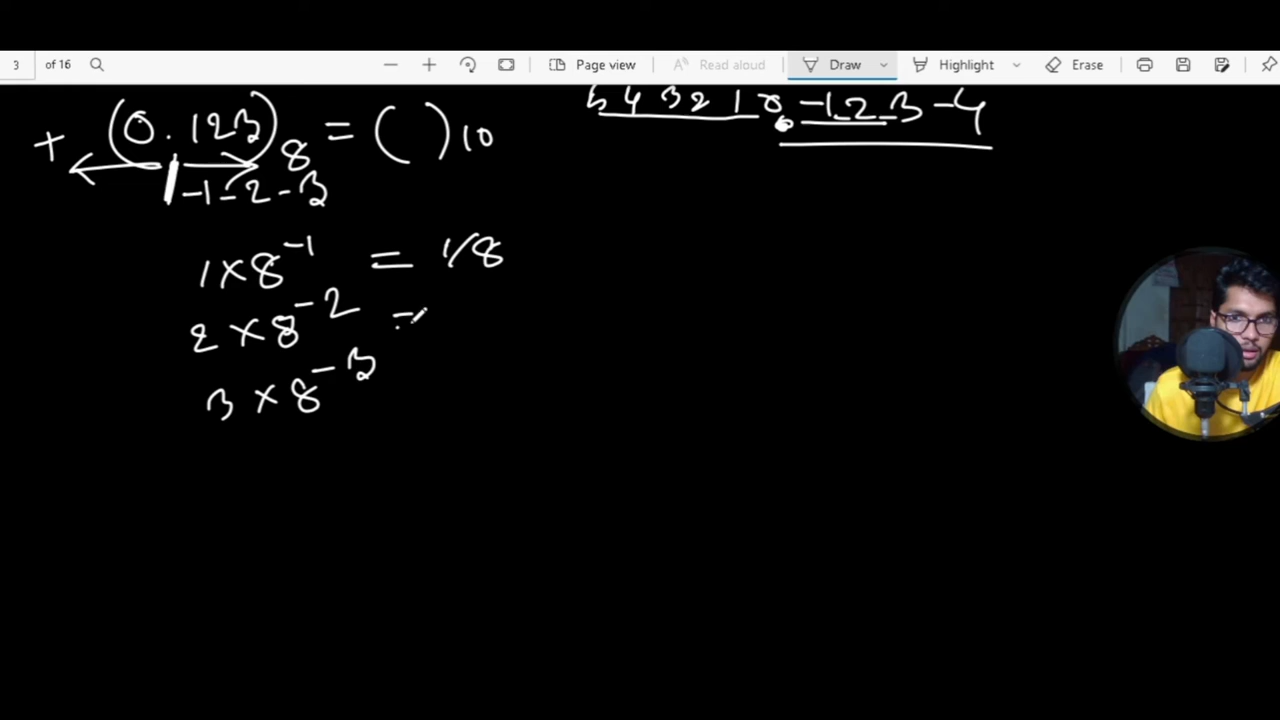 3 of 16 Page view Read aloud Draw Highlight Erase
5 4 3 2 1 0 . -1 -2 -3 -4
+ (0.123)8 = ( )10
-1 -2 -3
1 × 8^-1 = 1/8
2 × 8^-2 =
3 × 8^-3